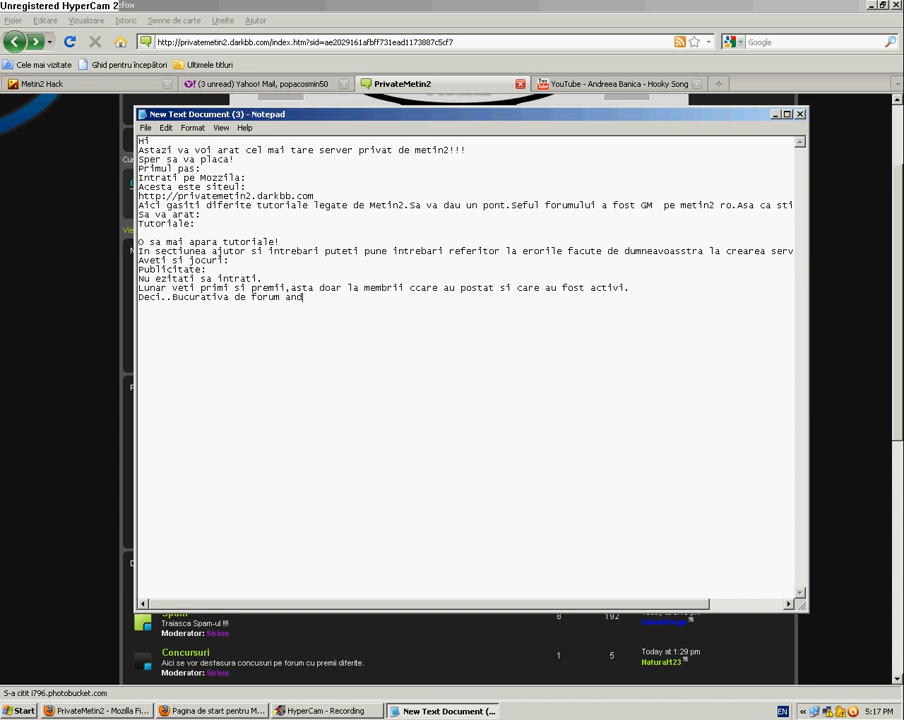 Unregistered HyperCam 2
Fișier Editare Vizualizare Istoric Semne de carte Unelte Ajutor
http://privatemetin2.darkbb.com/index.htm?sid=ae2029161afbff731ead1173887c5cf7
Google
Cele mai vizitate Ghid pentru începători Ultimele titluri
Metin2 Hack (3 unread) Yahoo! Mail, popacosmin50 PrivateMetin2 YouTube - Andreea Banica - Hooky Song
New Text Document (3) - Notepad
File Edit Format View Help
Hi
Astazi va voi arat cel mai tare server privat de metin2!!!
Sper sa va placa!
Primul pas:
Intrati pe Mozzila:
Acesta este siteul:
http://privatemetin2.darkbb.com
Aici gasiti diferite tutoriale legate de Metin2.Sa va dau un pont.Seful forumului a fost GM pe metin2 ro.Asa ca sti
Sa va arat:
Tutoriale:
O sa mai apara tutoriale!
In sectiunea ajutor si intrebari puteti pune intrebari referitor la erorile facute de dumneavoasstra la crearea serv
Aveti si jocuri:
Publicitate:
Nu ezitati sa intrati.
Lunar veti primi si premii,asta doar la membrii ccare au postat si care au fost activi.
Deci..Bucurativa de forum and
8 192
Traiasca Spam-ul !!!
Moderator: Sirius
Concursuri
Aici se vor desfasura concusuri pe forum cu premii diferite.
Moderator: Sirius
1 5 Today at 1:29 pm
Natural123
S-a citit i796.photobucket.com
Start PrivateMetin2 - Mozilla Fi... Pagina de start pentru M... HyperCam - Recording New Text Document (... EN 5:17 PM